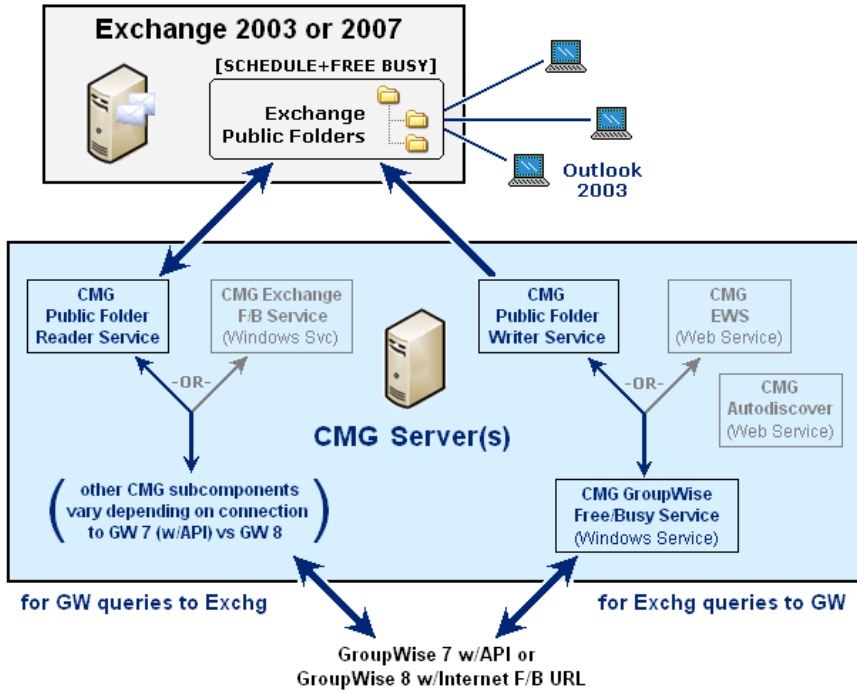 Exchange 2003 or 2007
[SCHEDULE+FREE BUSY]
Exchange
Public Folders
Outlook
2003
CMG
Public Folder
Reader Service
CMG Exchange
F/B Service
(Windows Svc)
CMG
Public Folder
Writer Service
CMG
EWS
(Web Service)
-OR-
-OR-
CMG
Autodiscover
(Web Service)
CMG Server(s)
( other CMG subcomponents
vary depending on connection
to GW 7 (w/API) vs GW 8 )
CMG GroupWise
Free/Busy Service
(Windows Service)
for GW queries to Exchg
for Exchg queries to GW
GroupWise 7 w/API or
GroupWise 8 w/Internet F/B URL